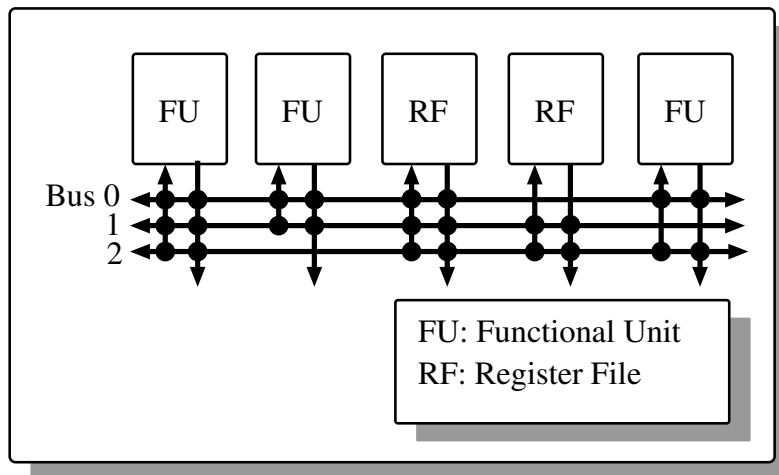 FU FU RF RF FU
Bus 0
1
2
FU: Functional Unit
RF: Register File